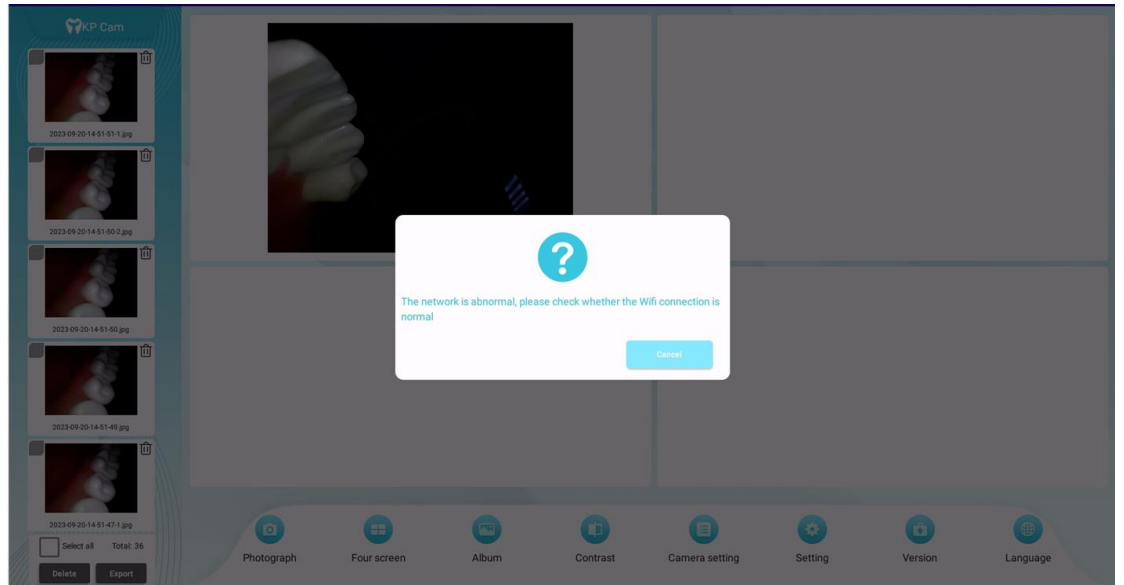 KP Cam
2023-09-20-14-51-51-1.jpg
2023-09-20-14-51-50-2.jpg
2023-09-20-14-51-50.jpg
2023-09-20-14-51-49.jpg
2023-09-20-14-51-47-1.jpg
Select all Total: 36
Delete Export
The network is abnormal, please check whether the Wifi connection is
normal
Cancel
Photograph Four screen Album Contrast Camera setting Setting Version Language